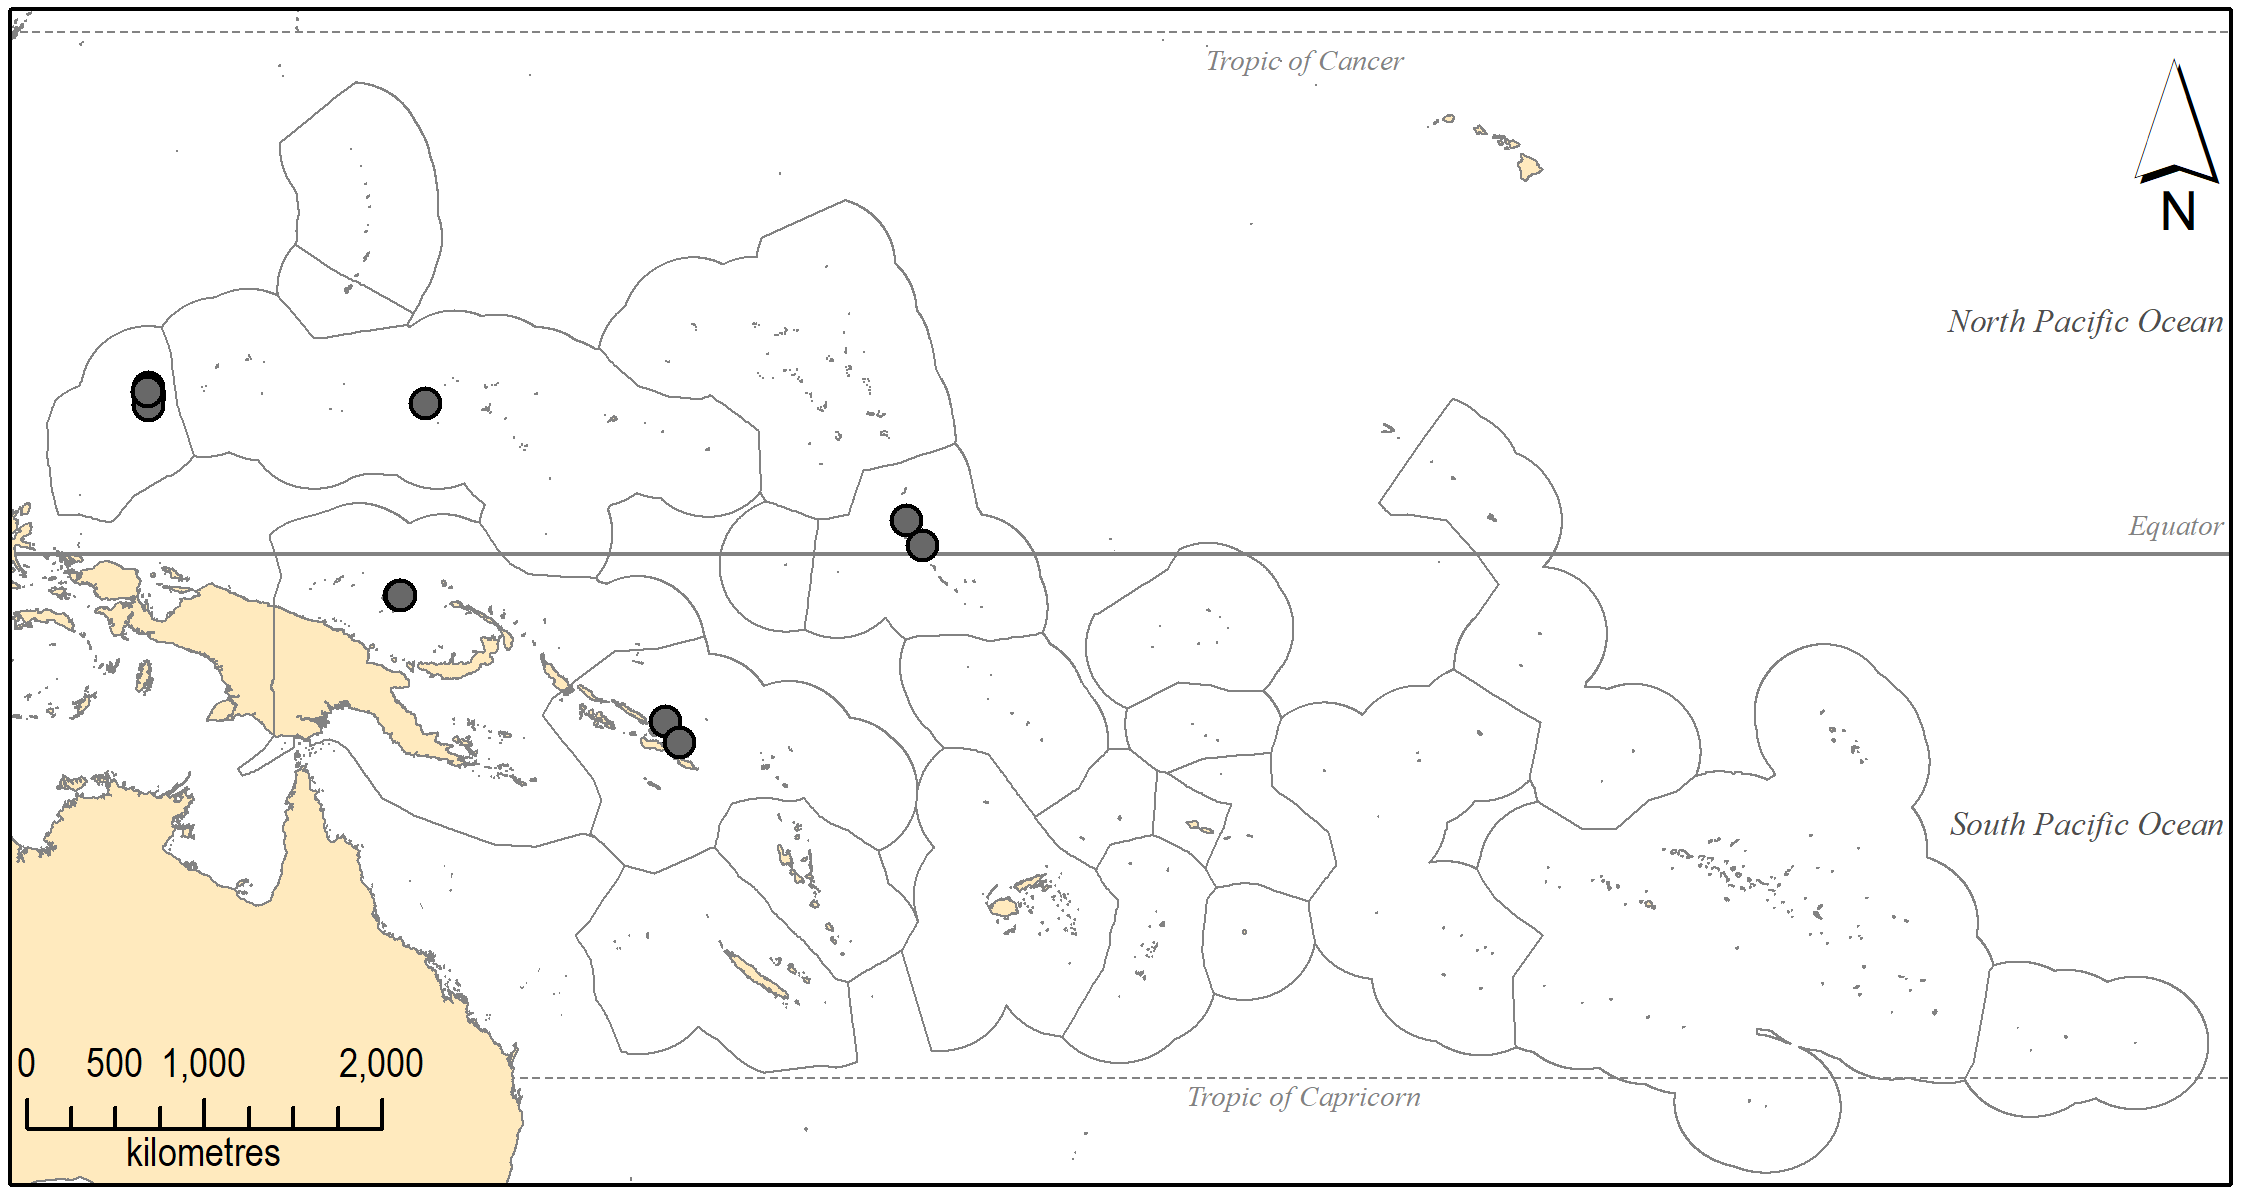 Tropic of Cancer
N
North Pacific Ocean
Equator
South Pacific Ocean
0 500 1,000 2,000
kilometres
Tropic of Capricorn